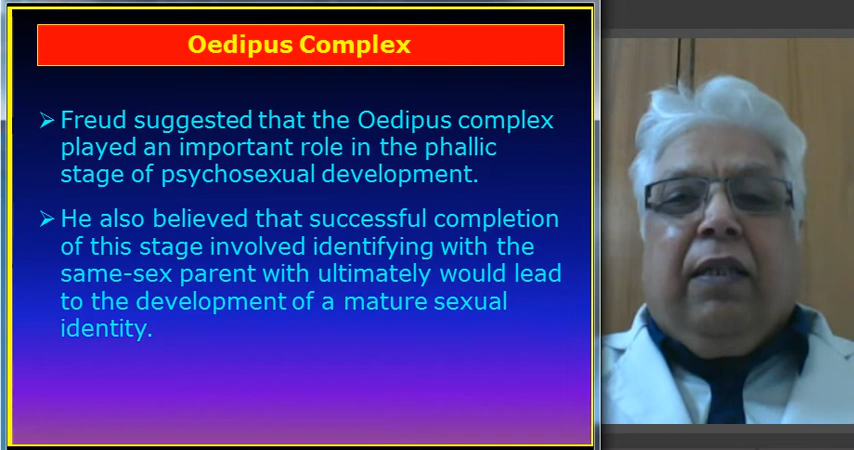 Oedipus Complex
➢ Freud suggested that the Oedipus complex
played an important role in the phallic
stage of psychosexual development.
➢ He also believed that successful completion
of this stage involved identifying with the
same-sex parent with ultimately would lead
to the development of a mature sexual
identity.